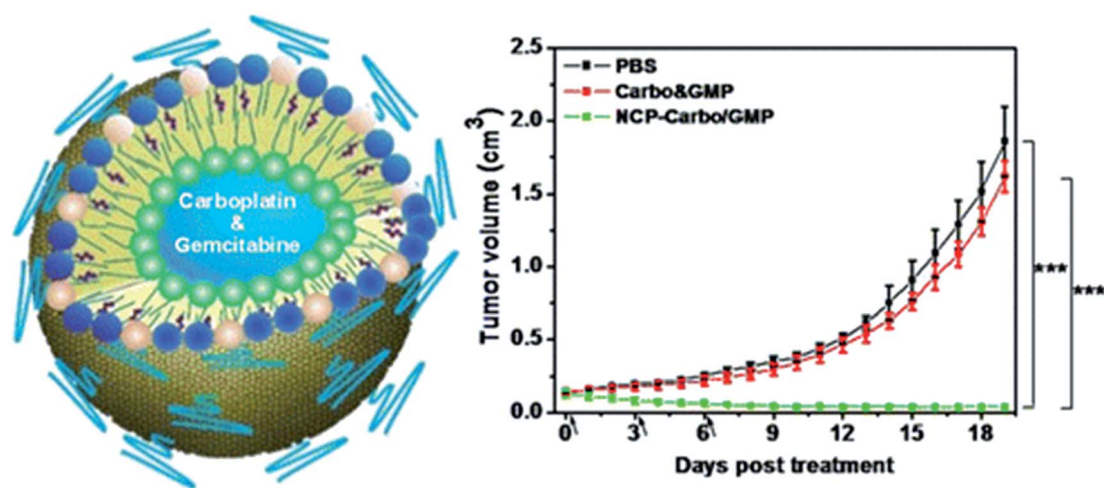 Carboplatin
&
Gemcitabine
Tumor volume (cm3)
2.5
2.0
1.5
1.0
0.5
0.0
PBS
Carbo&GMP
NCP-Carbo/GMP
0 3 6 9 12 15 18
Days post treatment
***
***